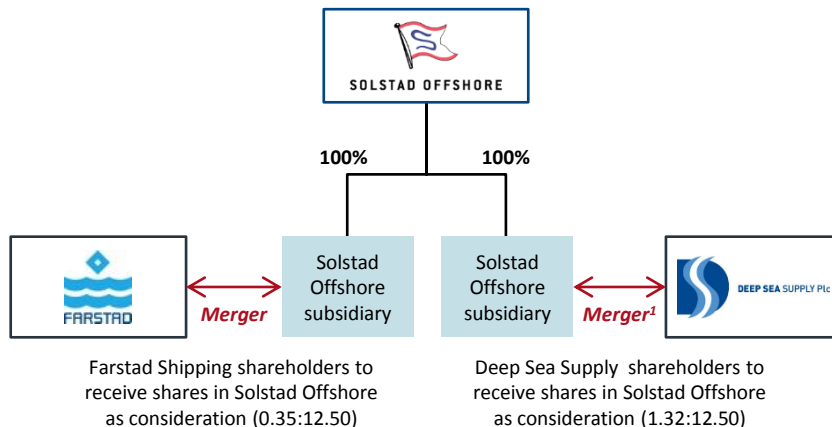 SOLSTAD OFFSHORE
100%
100%
FARSTAD
Merger
Solstad
Offshore
subsidiary
Solstad
Offshore
subsidiary
Merger¹
DEEP SEA SUPPLY Plc
Farstad Shipping shareholders to
receive shares in Solstad Offshore
as consideration (0.35:12.50)
Deep Sea Supply shareholders to
receive shares in Solstad Offshore
as consideration (1.32:12.50)